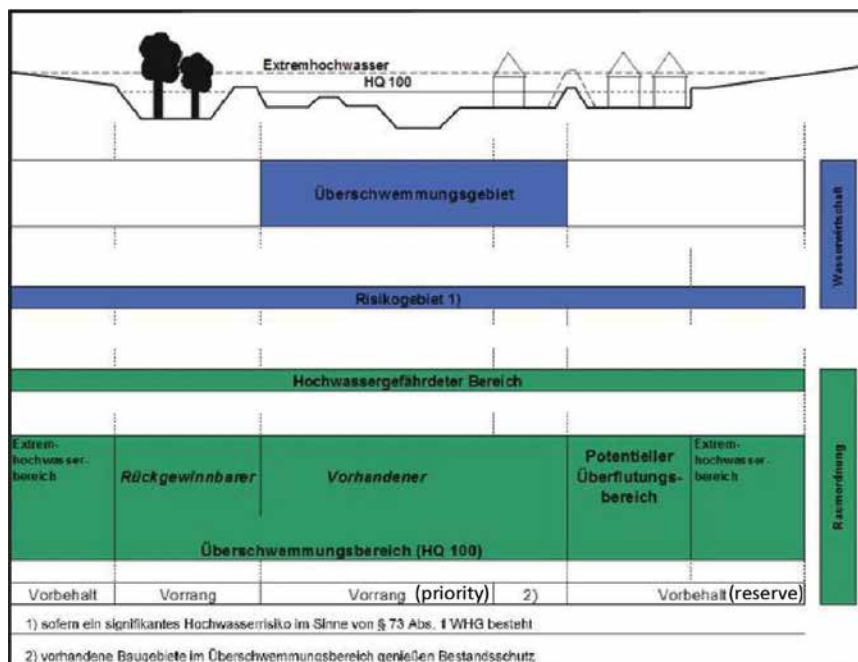 Extremhochwasser
HQ 100
Überschwemmungsgebiet
Wasserwirtschaft
Risikogebiet 1)
Hochwassergefährdeter Bereich
Extrem-
hochwasser-
bereich
Rückgewinnbarer
Vorhandener
Potentieller
Überflutungs-
bereich
Extrem-
hochwasser-
bereich
Überschwemmungsbereich (HQ 100)
Raumordnung
Vorbehalt Vorrang Vorrang (priority) 2) Vorbehalt (reserve)
1) sofern ein signifikantes Hochwasserrisiko im Sinne von § 73 Abs. 1 WHG besteht
2) vorhandene Baugebiete im Überschwemmungsbereich genießen Bestandsschutz